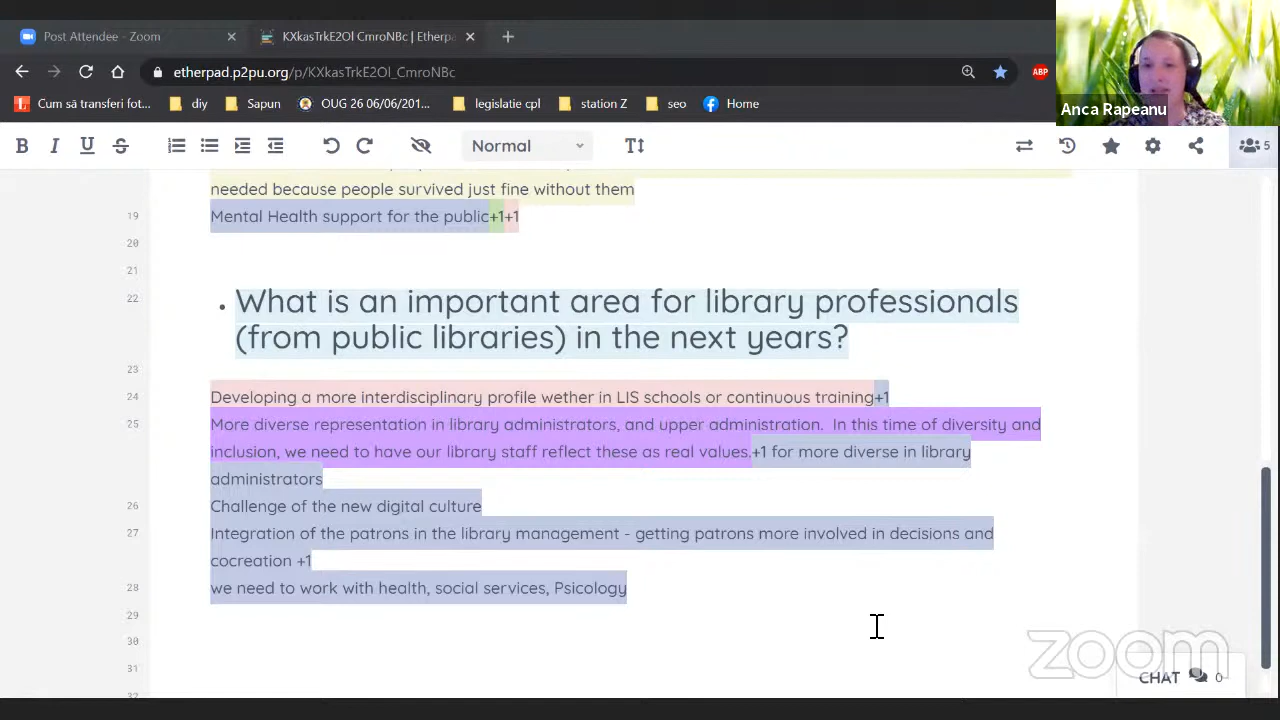 Post Attendee - Zoom
KXkasTrkE2Ol CmroNBc | Etherp
etherpad.p2pu.org/p/KXkasTrkE2Ol_CmroNBc
ABP
Cum să transferi fot...
diy
Sapun
OUG 26 06/06/201...
legislatie cpl
station Z
seo
Home
Anca Rapeanu
B I U S
Normal
5
needed because people survived just fine without them
19 Mental Health support for the public+1+1
20
21
22 • What is an important area for library professionals
(from public libraries) in the next years?
23
24 Developing a more interdisciplinary profile wether in LIS schools or continuous training+1
25 More diverse representation in library administrators, and upper administration.  In this time of diversity and
inclusion, we need to have our library staff reflect these as real values.+1 for more diverse in library
administrators
26 Challenge of the new digital culture
27 Integration of the patrons in the library management - getting patrons more involved in decisions and
cocreation +1
28 we need to work with health, social services, Psicology
29
30
31
32
zoom
CHAT 0